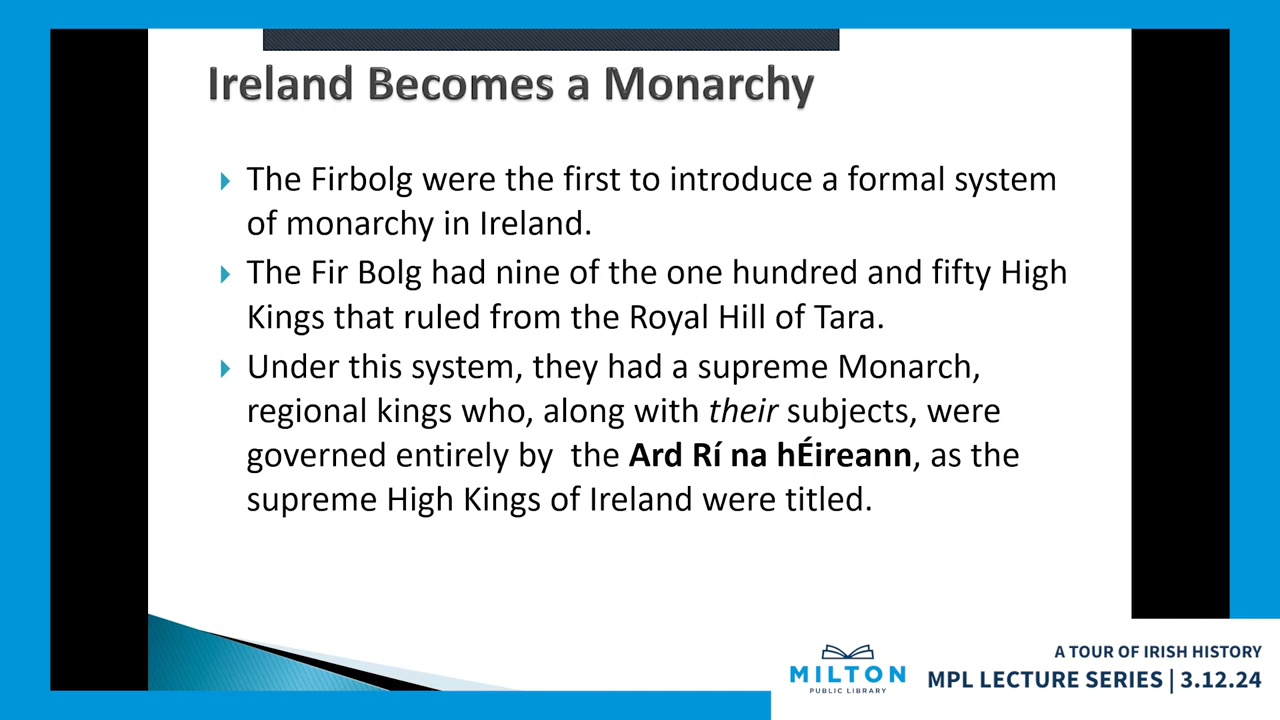 Ireland Becomes a Monarchy
The Firbolg were the first to introduce a formal system
of monarchy in Ireland.
The Fir Bolg had nine of the one hundred and fifty High
Kings that ruled from the Royal Hill of Tara.
Under this system, they had a supreme Monarch,
regional kings who, along with their subjects, were
governed entirely by  the Ard Rí na hÉireann, as the
supreme High Kings of Ireland were titled.
MILTON
PUBLIC LIBRARY
A TOUR OF IRISH HISTORY
MPL LECTURE SERIES | 3.12.24